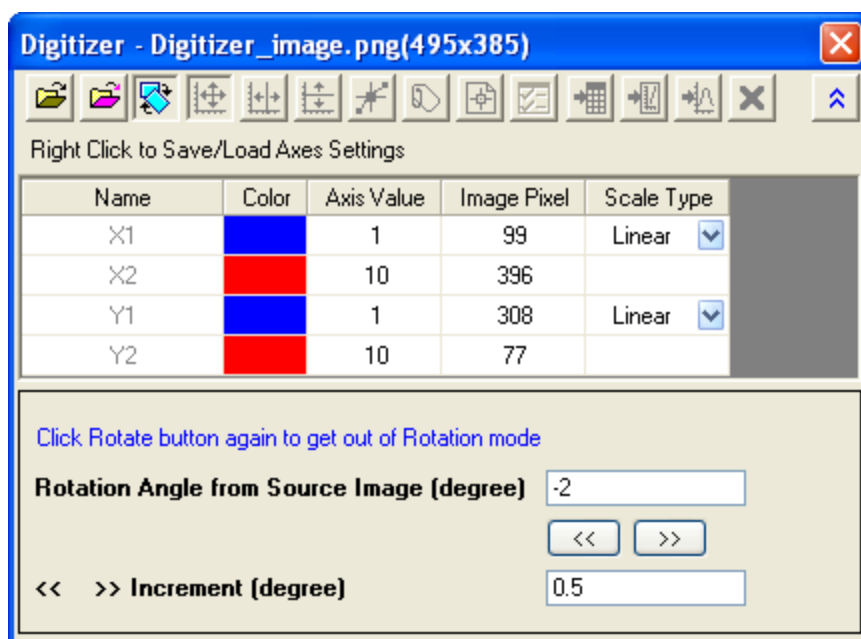 Digitizer - Digitizer_image.png(495x385)
Right Click to Save/Load Axes Settings
Name Color Axis Value Image Pixel Scale Type
X1 1 99 Linear
X2 10 396
Y1 1 308 Linear
Y2 10 77
Click Rotate button again to get out of Rotation mode
Rotation Angle from Source Image (degree) -2
<< >>
<< >> Increment (degree) 0.5